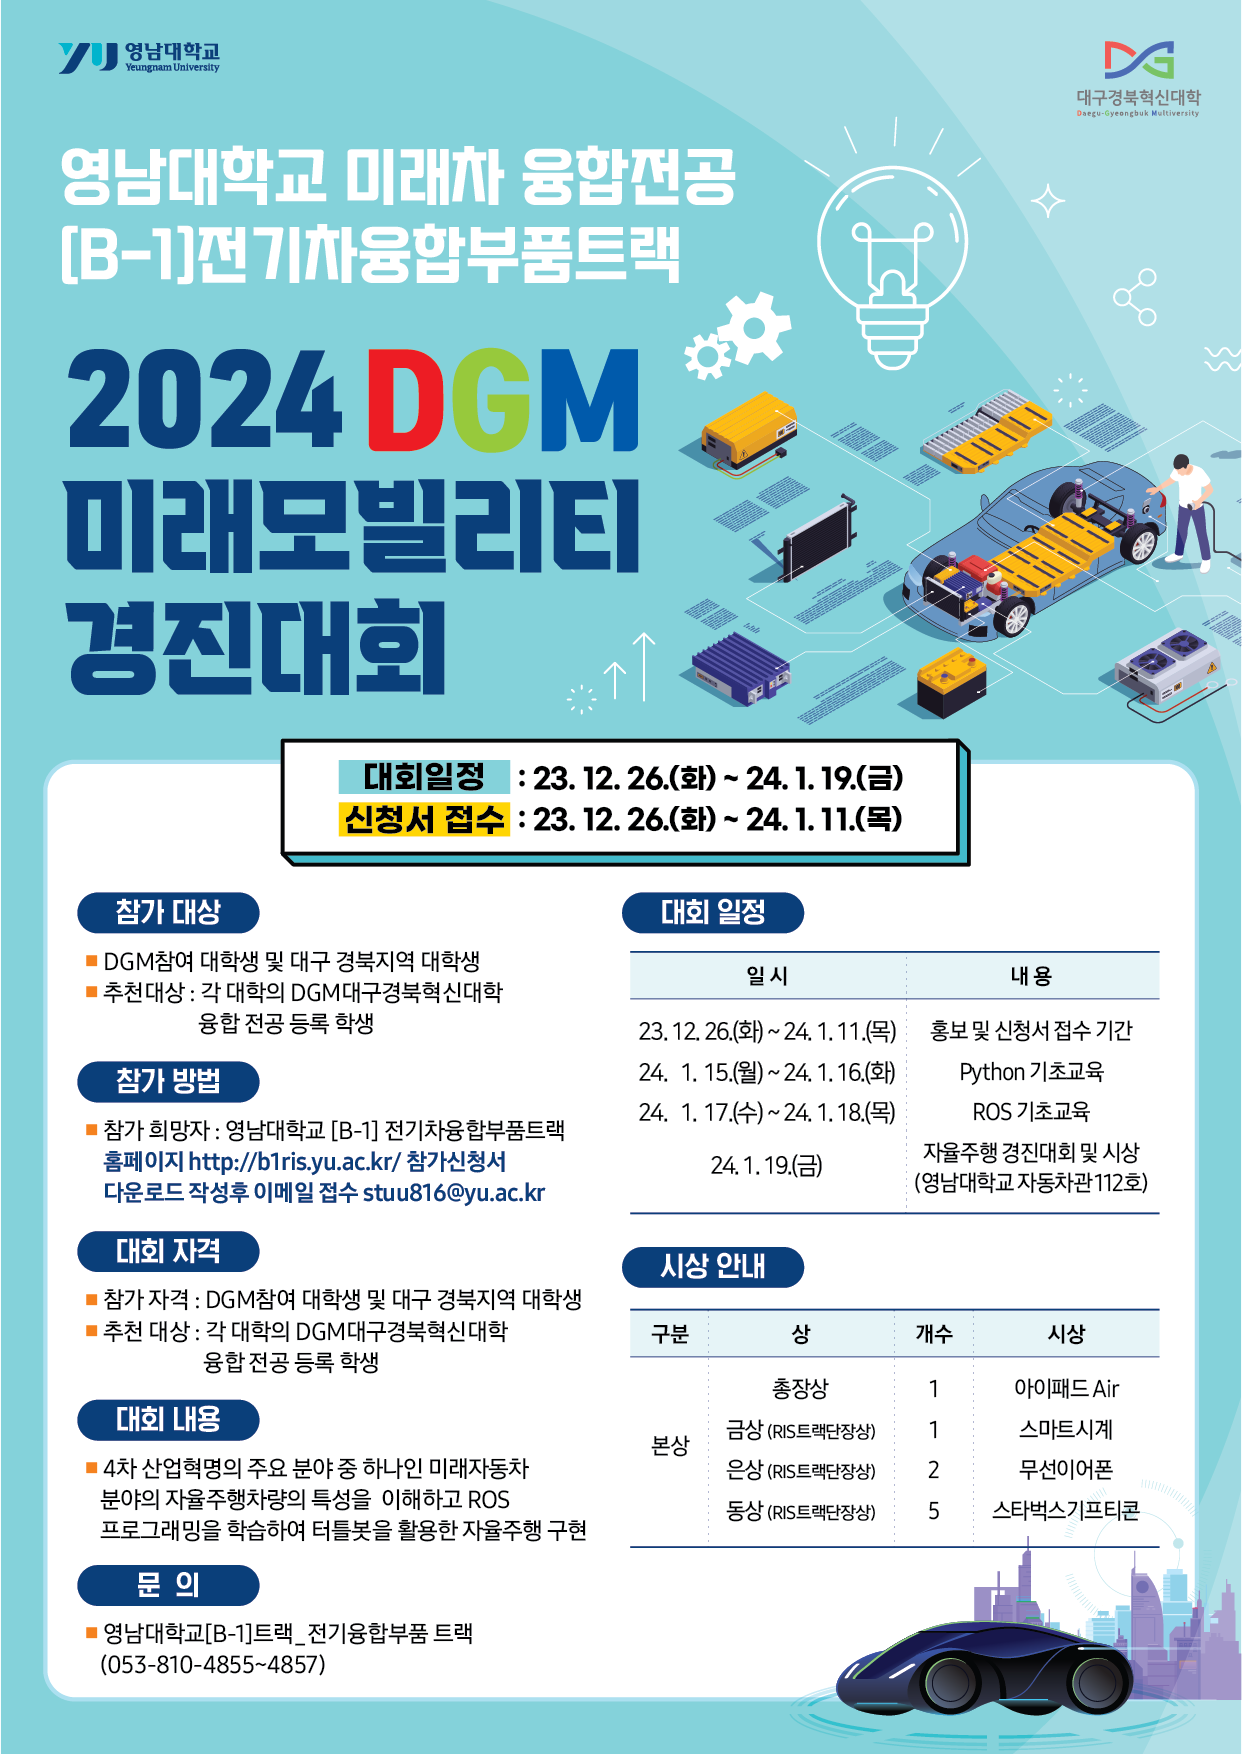 YU 영남대학교
Yeungnam University
DG
대구경북혁신대학
Daegu-Gyeongbuk Multiversity
영남대학교 미래차 융합전공
[B-1]전기차융합부품트랙
2024 DGM
미래모빌리티
경진대회
대회일정 : 23. 12. 26.(화) ~ 24. 1. 19.(금)
신청서 접수 : 23. 12. 26.(화) ~ 24. 1. 11.(목)
참가 대상
■ DGM참여 대학생 및 대구 경북지역 대학생
■ 추천대상 : 각 대학의 DGM대구경북혁신대학
융합 전공 등록 학생
참가 방법
■ 참가 희망자 : 영남대학교 [B-1] 전기차융합부품트랙
홈페이지 http://b1ris.yu.ac.kr/ 참가신청서
다운로드 작성후 이메일 접수 stuu816@yu.ac.kr
대회 자격
■ 참가 자격 : DGM참여 대학생 및 대구 경북지역 대학생
■ 추천 대상 : 각 대학의 DGM대구경북혁신대학
융합 전공 등록 학생
대회 내용
■ 4차 산업혁명의 주요 분야 중 하나인 미래자동차
분야의 자율주행차량의 특성을 이해하고 ROS
프로그래밍을 학습하여 터틀봇을 활용한 자율주행 구현
문 의
■ 영남대학교[B-1]트랙_전기융합부품 트랙
(053-810-4855~4857)
대회 일정
일 시 내 용
23. 12. 26.(화) ~ 24. 1. 11.(목) 홍보 및 신청서 접수 기간
24. 1. 15.(월) ~ 24. 1. 16.(화) Python 기초교육
24. 1. 17.(수) ~ 24. 1. 18.(목) ROS 기초교육
24. 1. 19.(금) 자율주행 경진대회 및 시상
(영남대학교 자동차관 112호)
시상 안내
구분 상 개수 시상
본상 총장상 1 아이패드 Air
금상 (RIS트랙단장상) 1 스마트시계
은상 (RIS트랙단장상) 2 무선이어폰
동상 (RIS트랙단장상) 5 스타벅스기프티콘